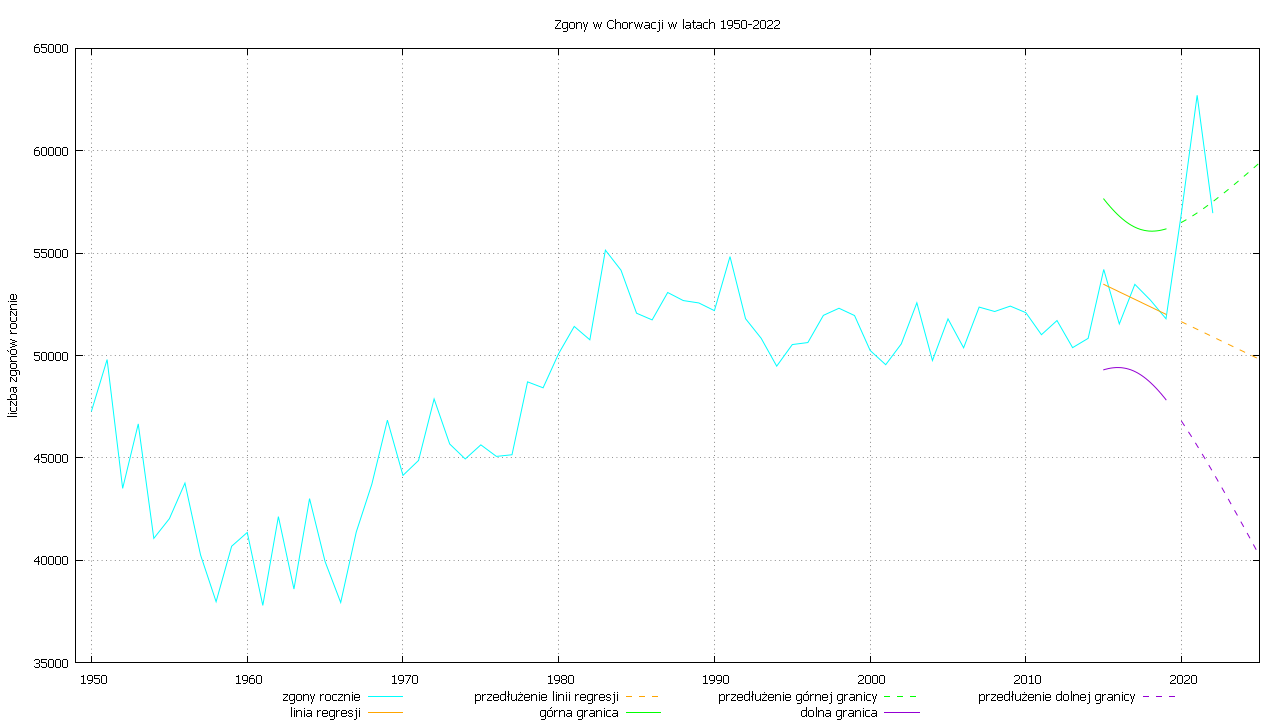 Zgony w Chorwacji w latach 1950-2022
65000
60000
55000
50000
45000
40000
35000
liczba zgonów rocznie
1950 1960 1970 1980 1990 2000 2010 2020
zgony rocznie przedłużenie linii regresji przedłużenie górnej granicy przedłużenie dolnej granicy
linia regresji górna granica dolna granica